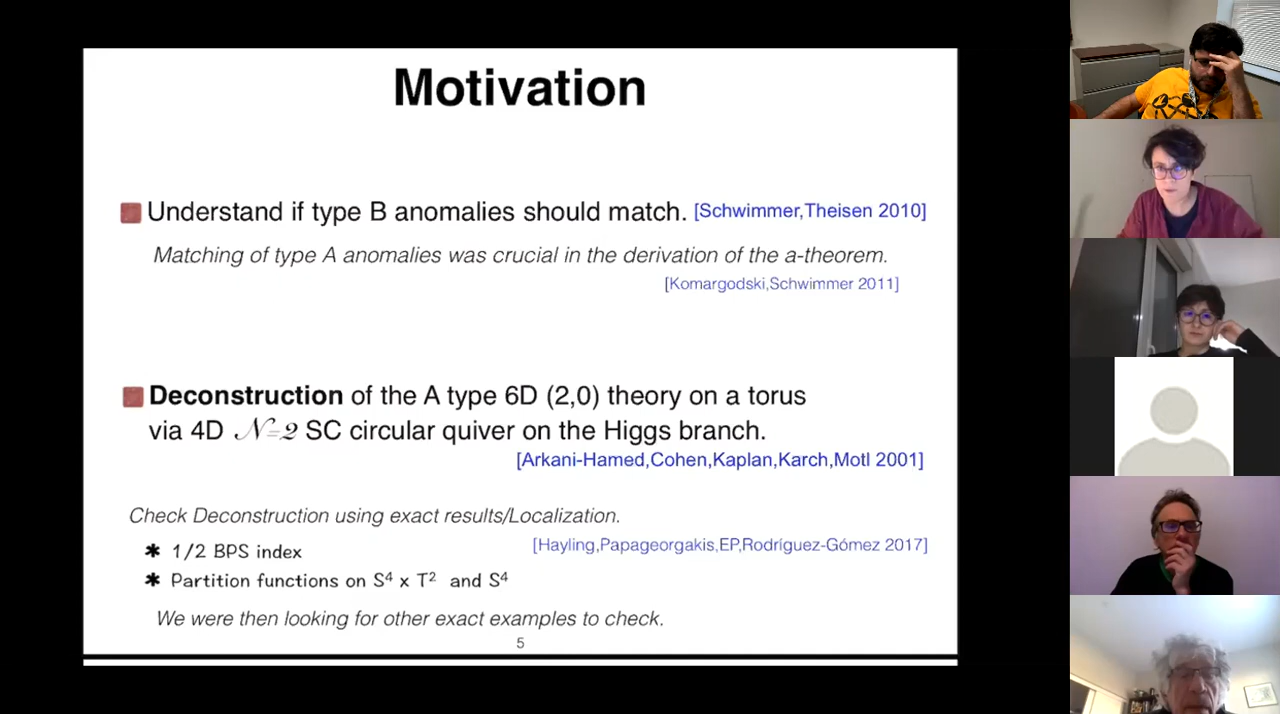 Motivation
Understand if type B anomalies should match. [Schwimmer,Theisen 2010]
Matching of type A anomalies was crucial in the derivation of the a-theorem.
[Komargodski,Schwimmer 2011]
Deconstruction of the A type 6D (2,0) theory on a torus
via 4D 𝒩=2 SC circular quiver on the Higgs branch.
[Arkani-Hamed,Cohen,Kaplan,Karch,Motl 2001]
Check Deconstruction using exact results/Localization.
[Hayling,Papageorgakis,EP,Rodríguez-Gómez 2017]
✱ 1/2 BPS index
✱ Partition functions on S⁴ x T² and S⁴
We were then looking for other exact examples to check.
5